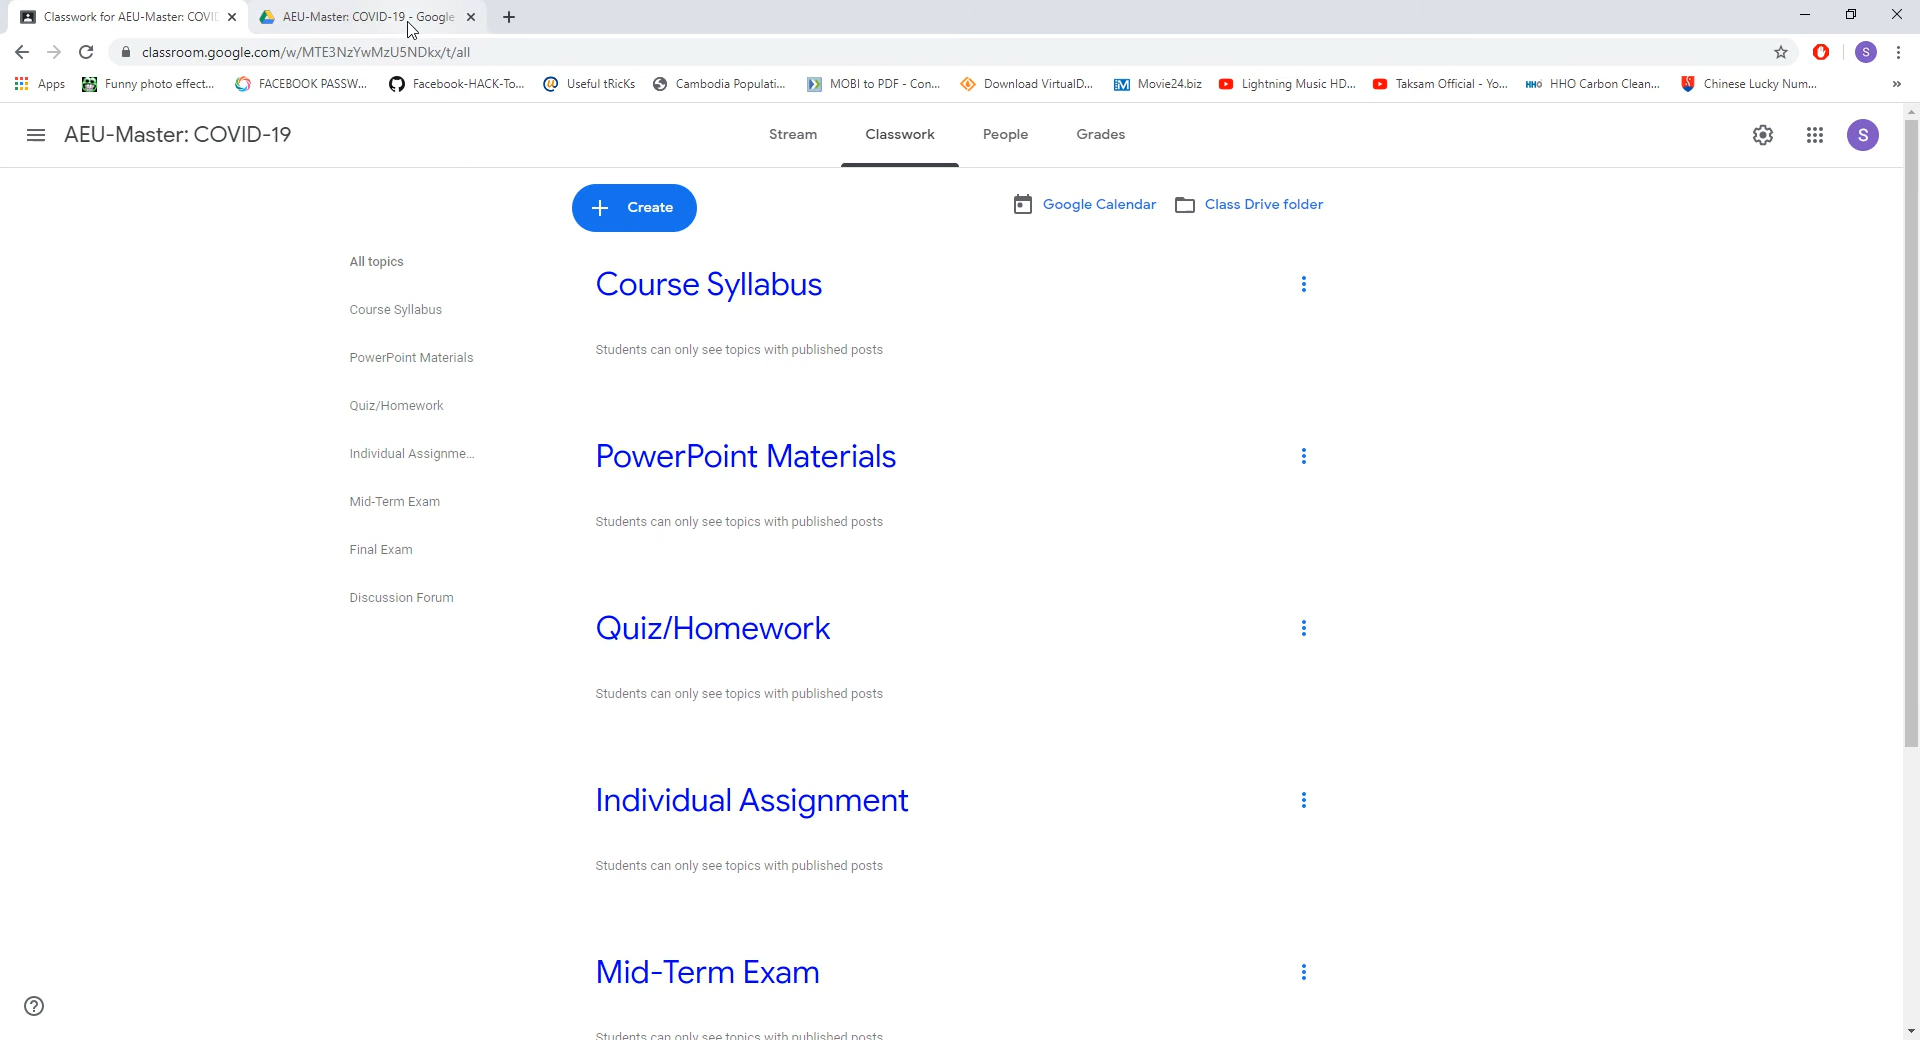 Classwork for AEU-Master: COVI
AEU-Master: COVID-19 - Google
classroom.google.com/w/MTE3NzYwMzU5NDkx/t/all
S
Apps
Funny photo effect...
FACEBOOK PASSW...
Facebook-HACK-To...
Useful tRicKs
Cambodia Populati...
MOBI to PDF - Con...
Download VirtualD...
Movie24.biz
Lightning Music HD...
Taksam Official - Yo...
HHO
HHO Carbon Clean...
Chinese Lucky Num...
»
AEU-Master: COVID-19
Stream
Classwork
People
Grades
S
+ Create
Google Calendar
Class Drive folder
All topics
Course Syllabus
PowerPoint Materials
Quiz/Homework
Individual Assignme...
Mid-Term Exam
Final Exam
Discussion Forum
Course Syllabus
Students can only see topics with published posts
PowerPoint Materials
Students can only see topics with published posts
Quiz/Homework
Students can only see topics with published posts
Individual Assignment
Students can only see topics with published posts
Mid-Term Exam
Students can only see topics with published posts